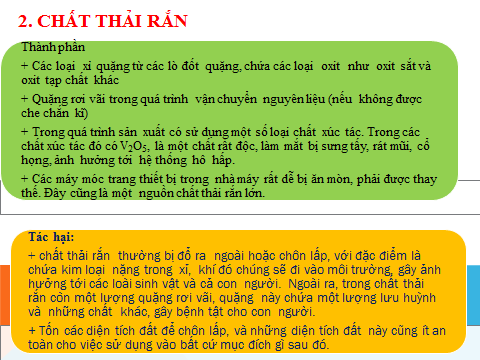 2. CHẤT THẢI RẮN
Thành phần
+ Các loại xỉ quặng từ các lò đốt quặng, chứa các loại oxit như oxit sắt và
oxit tạp chất khác
+ Quặng rơi vãi trong quá trình vận chuyển nguyên liệu (nếu không được
che chắn kĩ)
+ Trong quá trình sản xuất có sử dụng một số loại chất xúc tác. Trong các
chất xúc tác đó có V₂O₅, là một chất rất độc, làm mắt bị sưng tấy, rát mũi, cổ
họng, ảnh hưởng tới hệ thống hô hấp.
+ Các máy móc trang thiết bị trong nhà máy rất dễ bị ăn mòn, phải được thay
thế. Đây cũng là một nguồn chất thải rắn lớn.
Tác hại:
+ chất thải rắn thường bị đổ ra ngoài hoặc chôn lấp, với đặc điểm là
chứa kim loại nặng trong xỉ, khi đó chúng sẽ đi vào môi trường, gây ảnh
hưởng tới các loài sinh vật và cả con người. Ngoài ra, trong chất thải
rắn còn một lượng quặng rơi vãi, quặng này chứa một lượng lưu huỳnh
và những chất khác, gây bệnh tật cho con người.
+ Tốn các diện tích đất để chôn lấp, và những diện tích đất này cũng ít an
toàn cho việc sử dụng vào bất cứ mục đích gì sau đó.